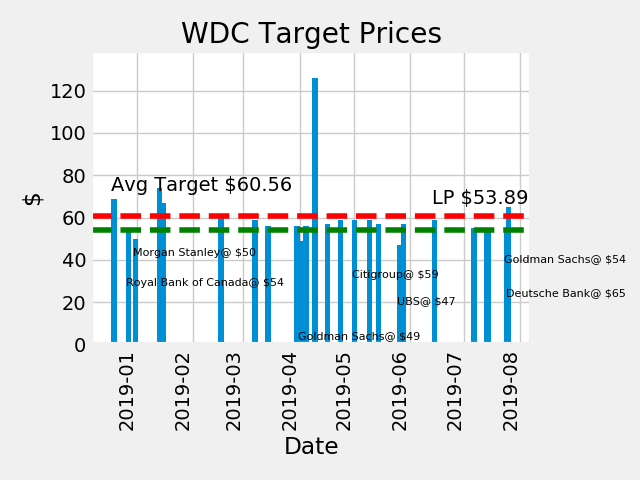 WDC Target Prices
$
120
100
80
60
40
20
0
Avg Target $60.56
LP $53.89
Morgan Stanley@ $50
Royal Bank of Canada@ $54
Goldman Sachs@ $49
Citigroup@ $59
UBS@ $47
Goldman Sachs@ $54
Deutsche Bank@ $65
2019-01
2019-02
2019-03
2019-04
2019-05
2019-06
2019-07
2019-08
Date